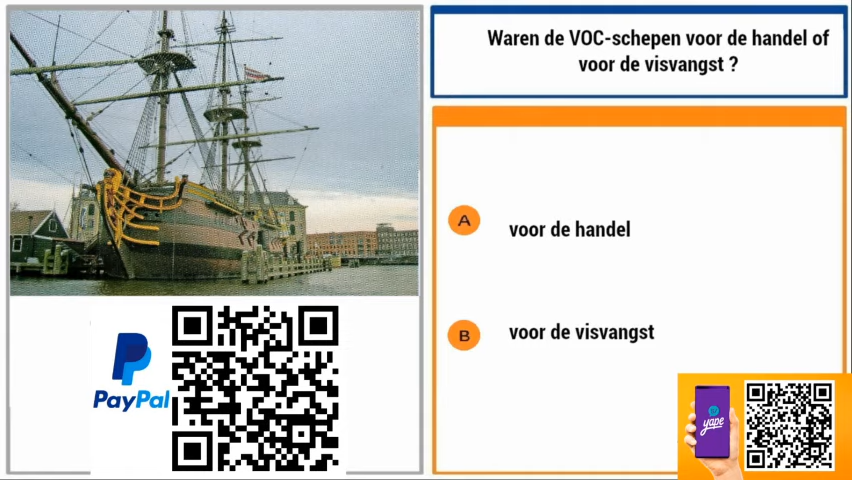 Waren de VOC-schepen voor de handel of
voor de visvangst ?
A
voor de handel
B
voor de visvangst
PayPal
yape